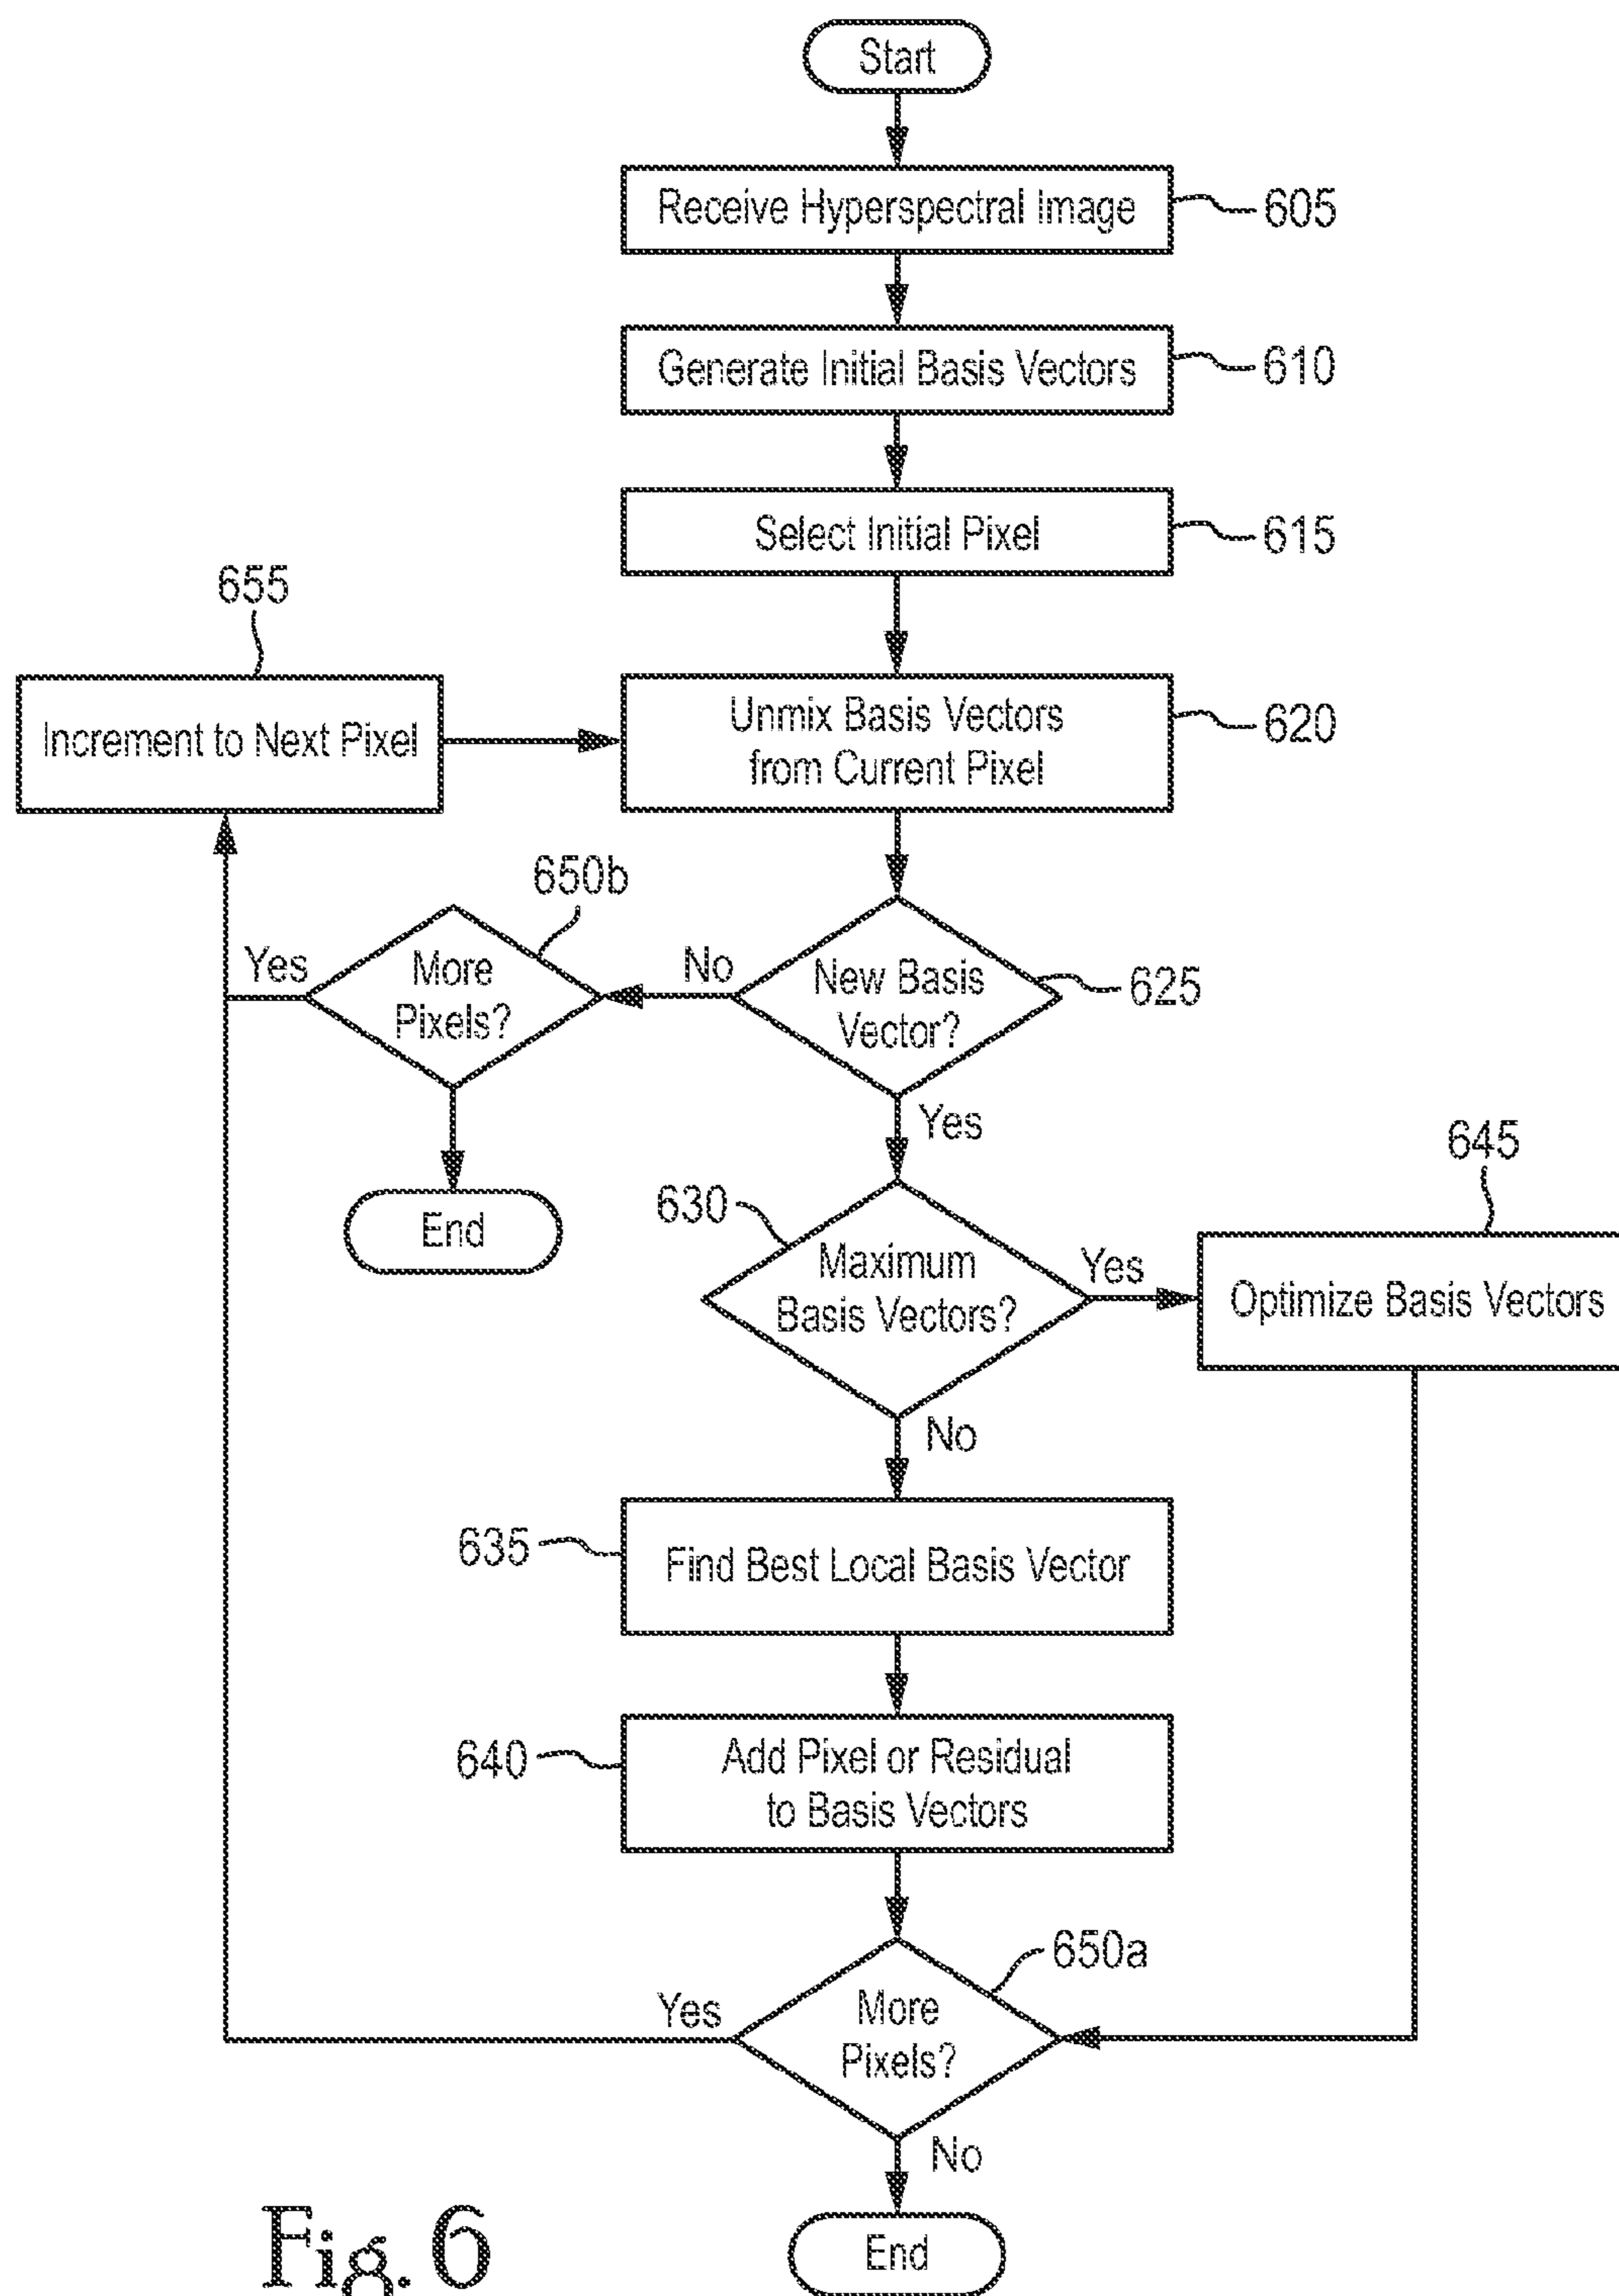 Start
Receive Hyperspectral Image
605
Generate Initial Basis Vectors
610
Select Initial Pixel
615
655
Increment to Next Pixel
Unmix Basis Vectors
from Current Pixel
620
650b
Yes
More
Pixels?
No
New Basis
Vector?
625
Yes
End
630
Maximum
Basis Vectors?
Yes
645
Optimize Basis Vectors
No
635
Find Best Local Basis Vector
640
Add Pixel or Residual
to Basis Vectors
650a
Yes
More
Pixels?
No
End
Fig. 6